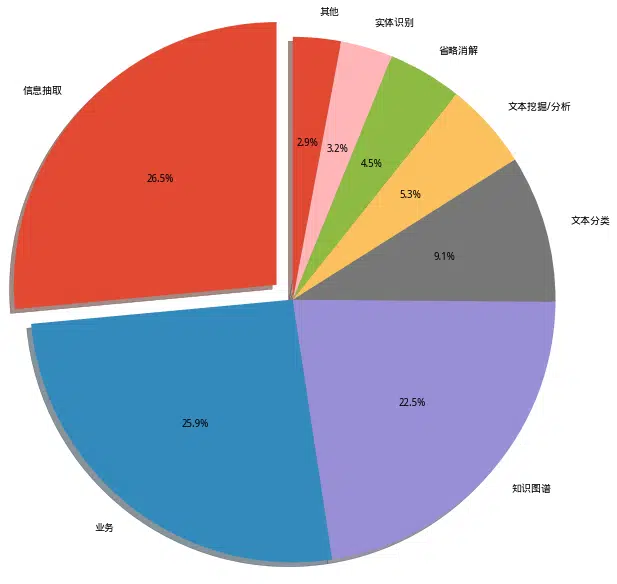 其他
实体识别
省略消解
信息抽取
文本挖掘/分析
2.9%
3.2%
4.5%
26.5%
5.3%
文本分类
9.1%
22.5%
25.9%
知识图谱
业务